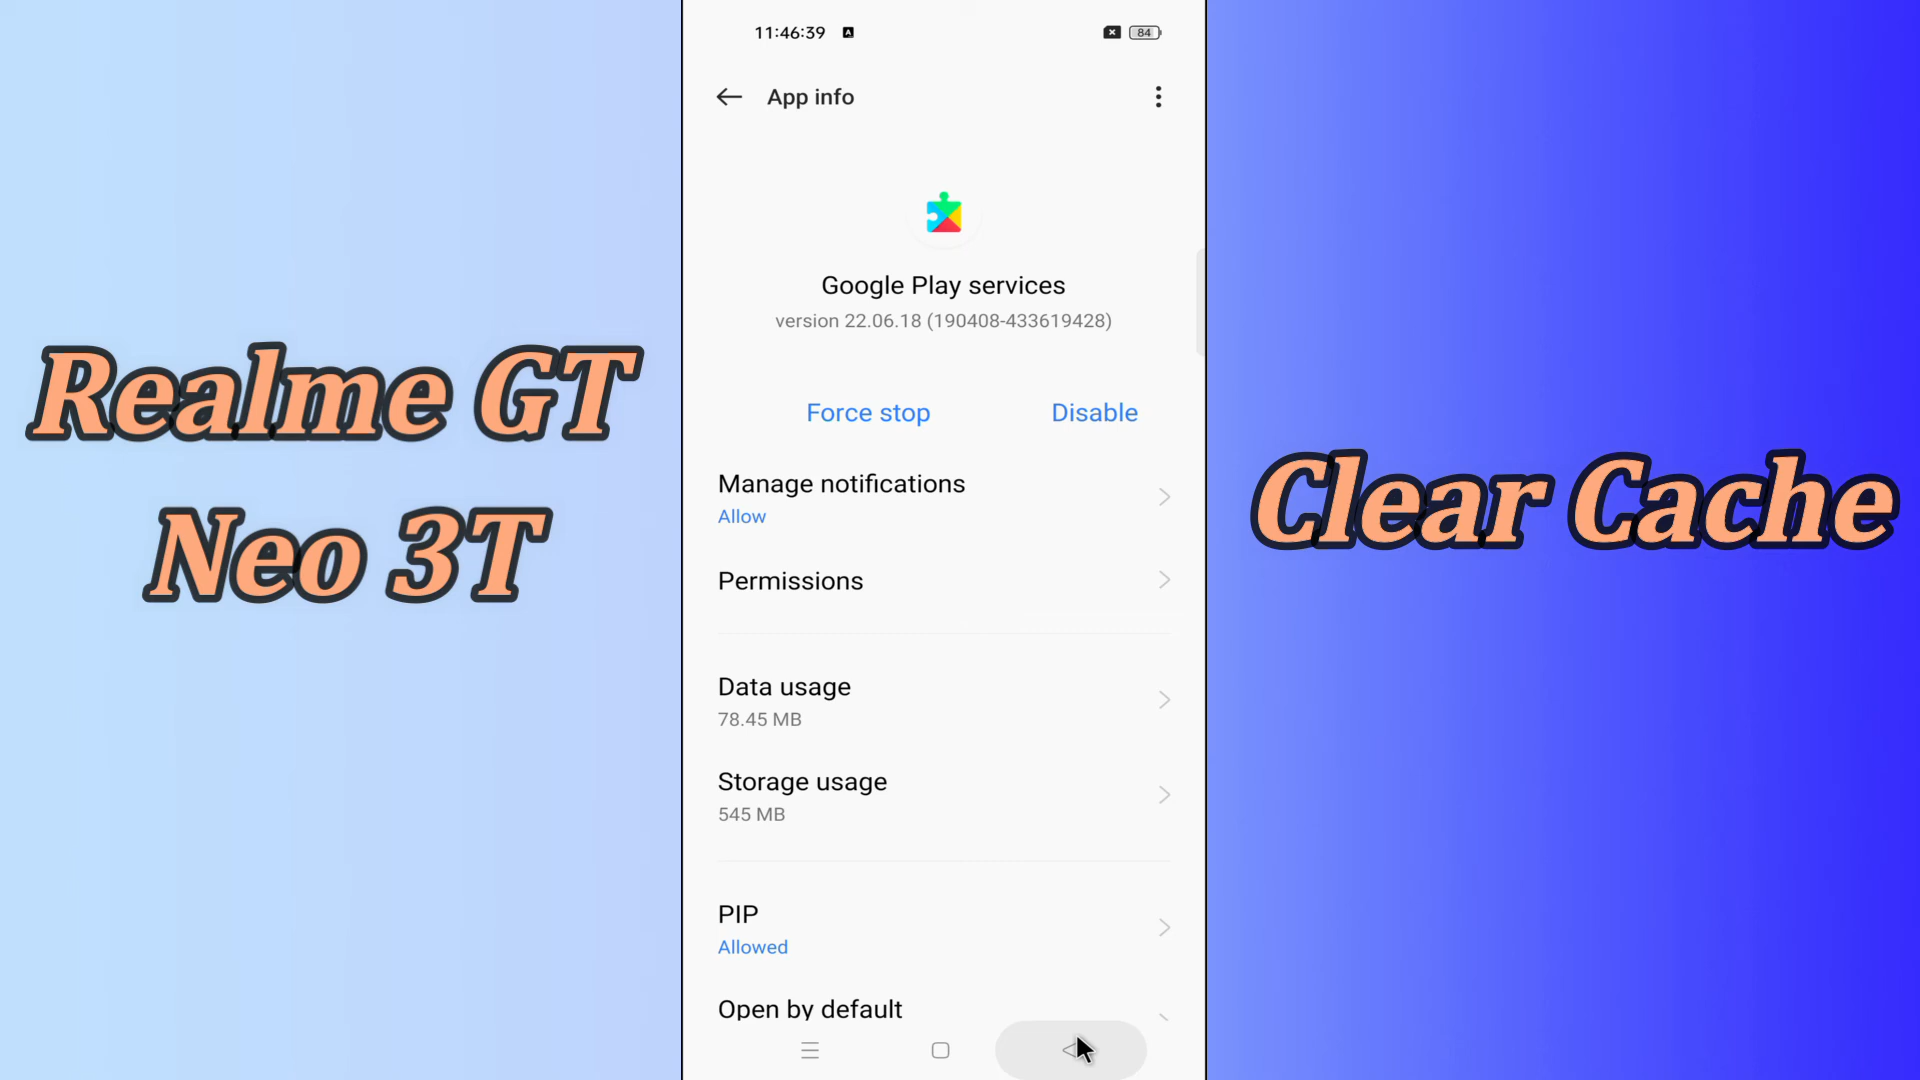 11:46:39
84
App info
Google Play services
version 22.06.18 (190408-433619428)
Force stop
Disable
Manage notifications
Allow
Permissions
Data usage
78.45 MB
Storage usage
545 MB
PIP
Allowed
Open by default
Realme GT
Neo 3T
Clear Cache